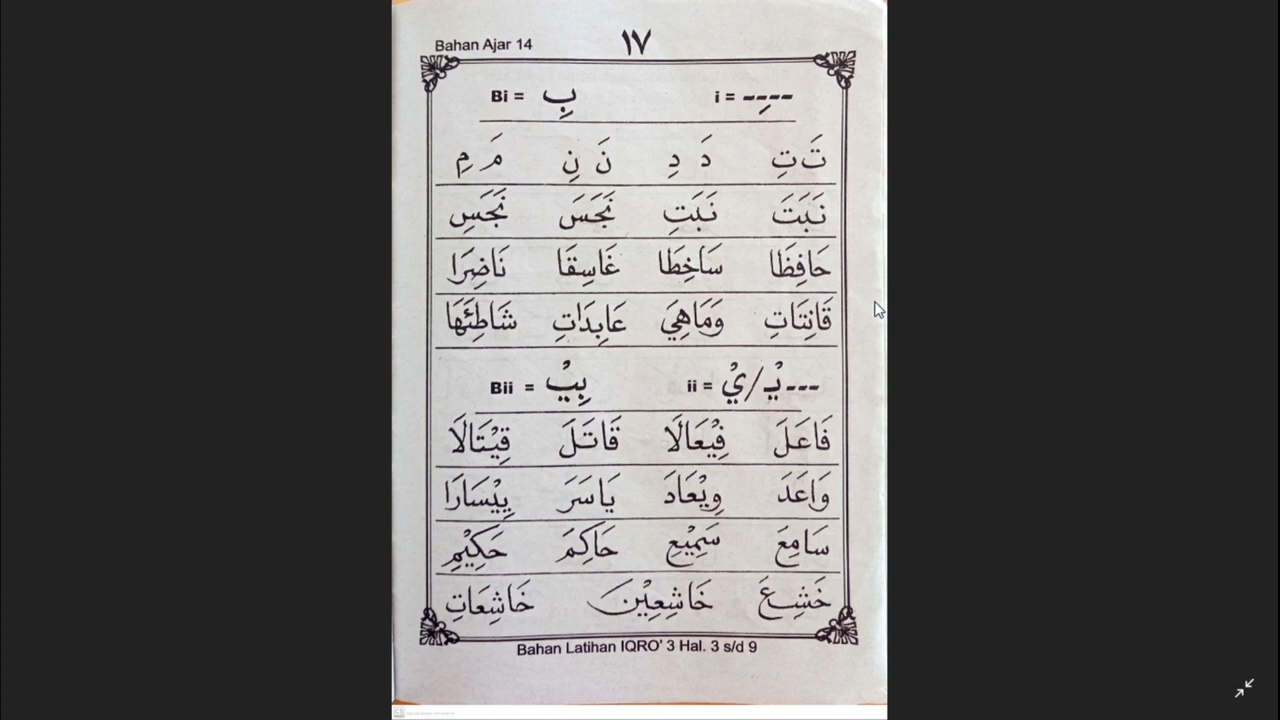 Bahan Ajar 14
١٧
---ِ- = i    بِ = Bi
تَ تِ    دَ دِ    نَ نِ    مَ مِ
نَبَتَ    نَبَتِ    نَجَسَ    نَجَسِ
حَافِظَا    سَاخِطَا    غَاسِقَا    نَاضِرَا
قَانِتَاتِ    وَمَاهِيَ    عَابِدَاتِ    شَاطِئَهَا
---يْـ/يْ = ii    بِيْ = Bii
فَاعَلَ    فِيْعَالَا    قَاتَلَ    قِيْتَالَا
وَاعَدَ    وِيْعَادَ    يَاسَرَ    يِيْسَارَا
سَامِعَ    سَمِيْعِ    حَاكِمَ    حَكِيْمِ
خَشِعَ    خَاشِعِيْنَ    خَاشِعَاتِ
Bahan Latihan IQRO' 3 Hal. 3 s/d 9